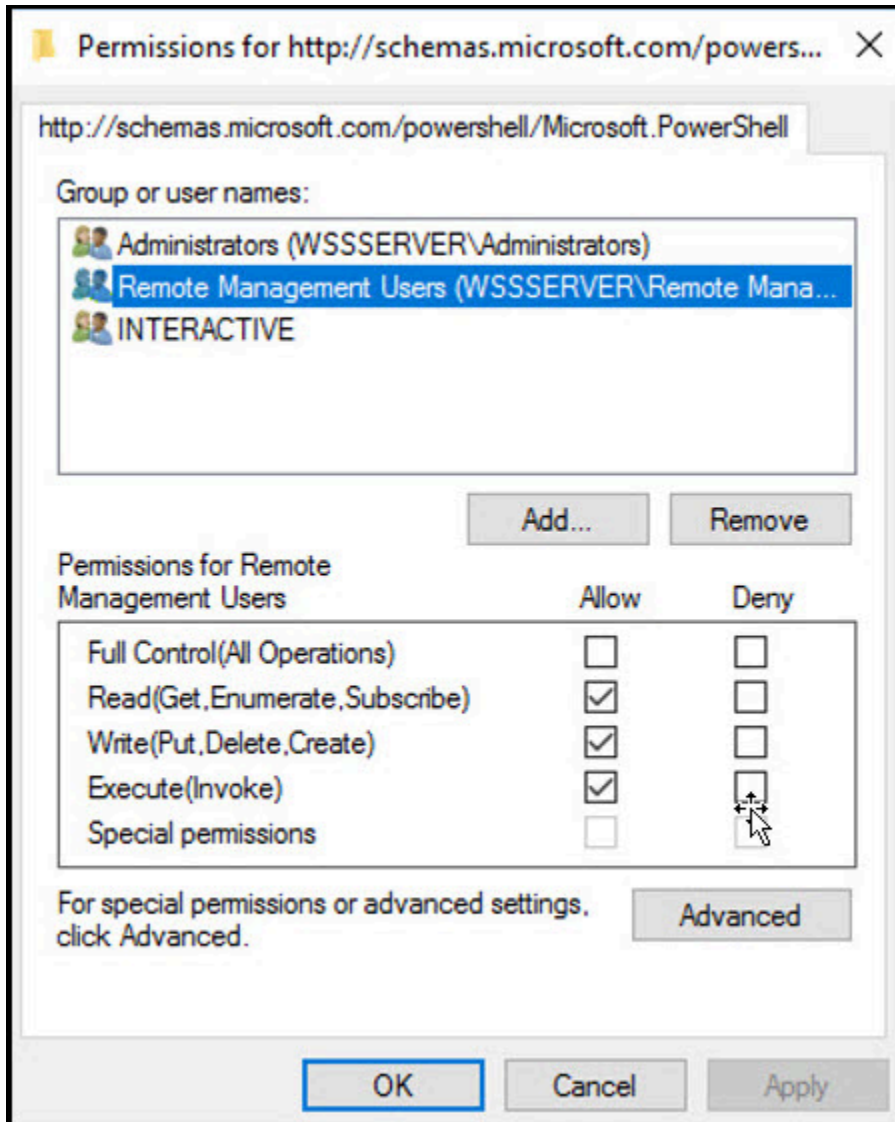 Permissions for http://schemas.microsoft.com/powers...
http://schemas.microsoft.com/powershell/Microsoft.PowerShell
Group or user names:
Administrators (WSSSERVER\Administrators)
Remote Management Users (WSSSERVER\Remote Mana...
INTERACTIVE
Add... Remove
Permissions for Remote
Management Users Allow Deny
Full Control(All Operations)
Read(Get,Enumerate,Subscribe)
Write(Put,Delete,Create)
Execute(Invoke)
Special permissions
For special permissions or advanced settings,
click Advanced.
Advanced
OK Cancel Apply